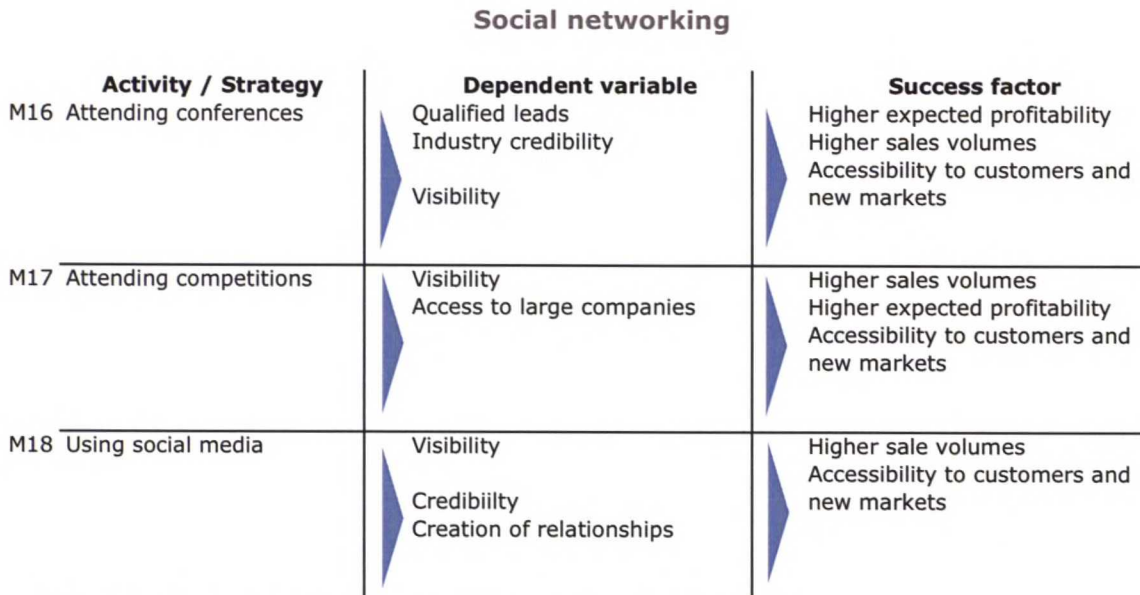 Social networking
Activity / Strategy
Dependent variable
Success factor
M16 Attending conferences
Qualified leads
Industry credibility
Visibility
Higher expected profitability
Higher sales volumes
Accessibility to customers and
new markets
M17 Attending competitions
Visibility
Access to large companies
Higher sales volumes
Higher expected profitability
Accessibility to customers and
new markets
M18 Using social media
Visibility
Credibiilty
Creation of relationships
Higher sale volumes
Accessibility to customers and
new markets